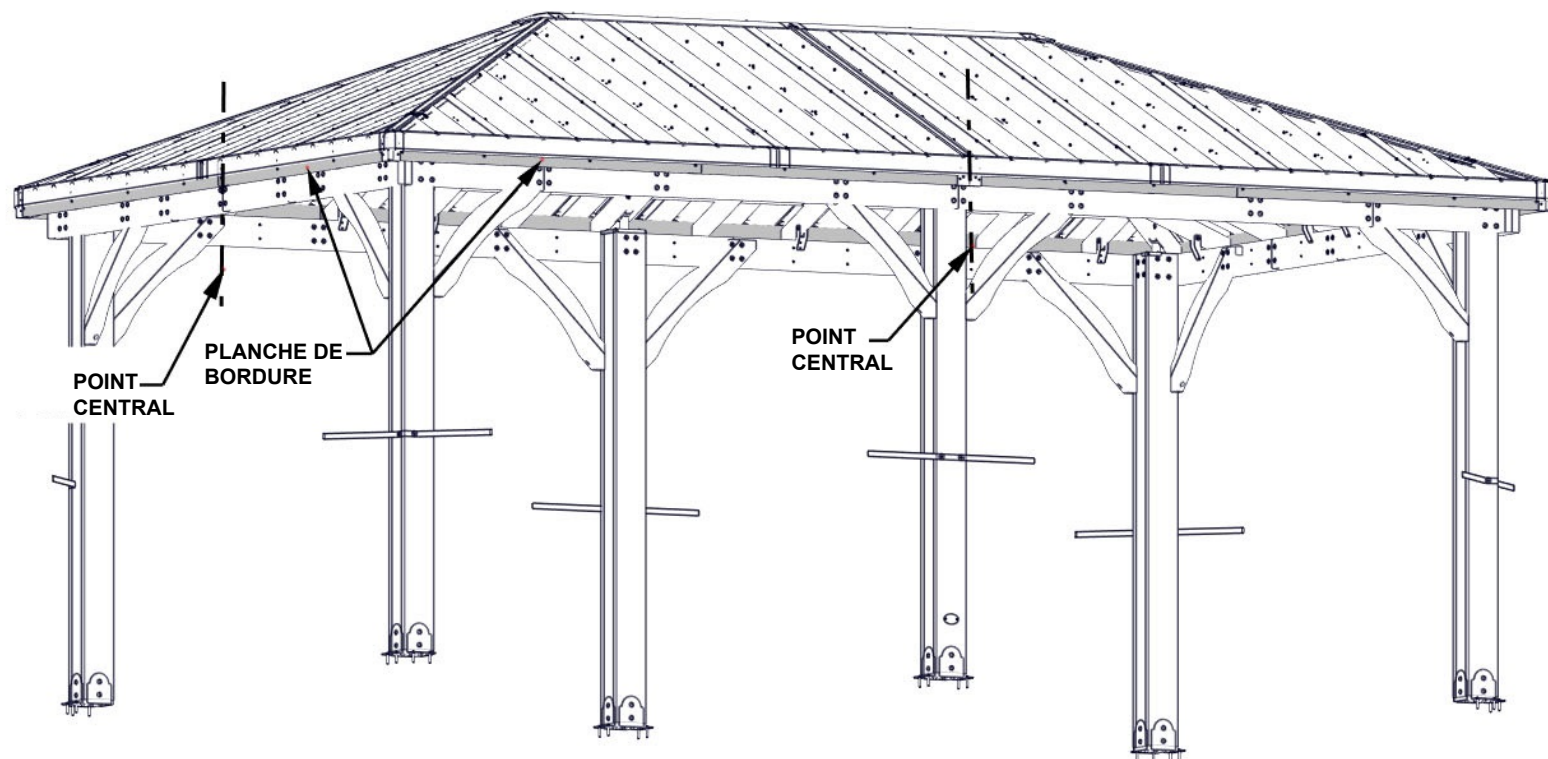 POINT
CENTRAL
PLANCHE DE
BORDURE
POINT
CENTRAL